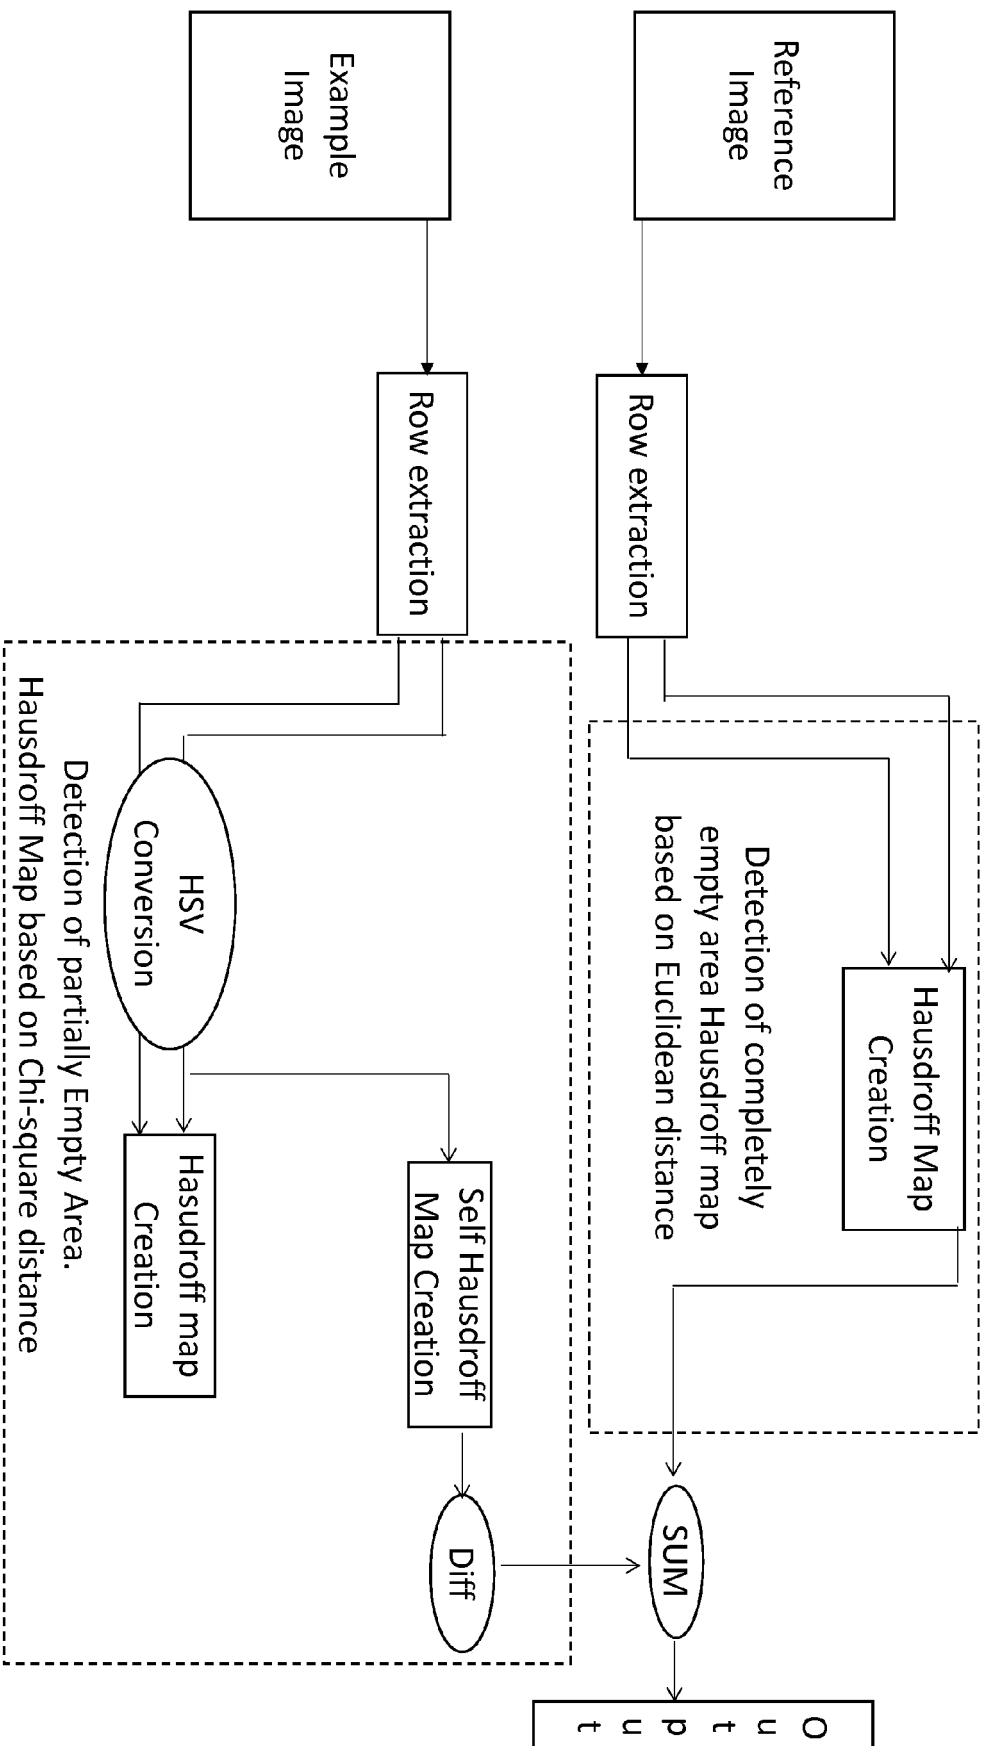 Reference
Image
Row extraction
Hausdroff Map
Creation
Detection of completely
empty area Hausdroff map
based on Euclidean distance
SUM
O
u
t
p
u
t
Example
Image
Row extraction
Self Hausdroff
Map Creation
Diff
HSV
Conversion
Hasudroff map
Creation
Detection of partially Empty Area.
Hausdroff Map based on Chi-square distance